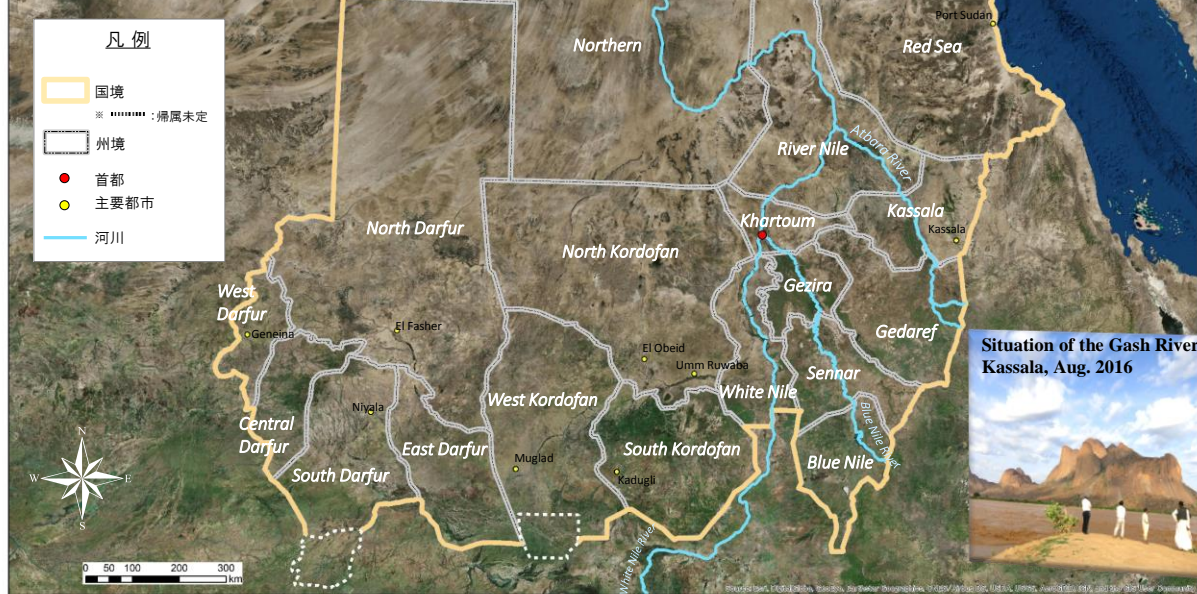 凡 例
国境
※ :帰属未定
州境
首都
主要都市
河川
Northern
Port Sudan
Red Sea
River Nile
Atbara River
Kassala
Kassala
Khartoum
North Darfur
North Kordofan
Gezira
West
Darfur
Geneina
El Fasher
El Obeid
Umm Ruwaba
Gedaref
Sennar
White Nile
West Kordofan
Niyala
Central
Darfur
East Darfur
South Kordofan
Blue Nile River
Blue Nile
South Darfur
Muglad
Kadugli
White Nile River
Situation of the Gash River
Kassala, Aug. 2016
N
W
E
S
0 50 100 200 300
km